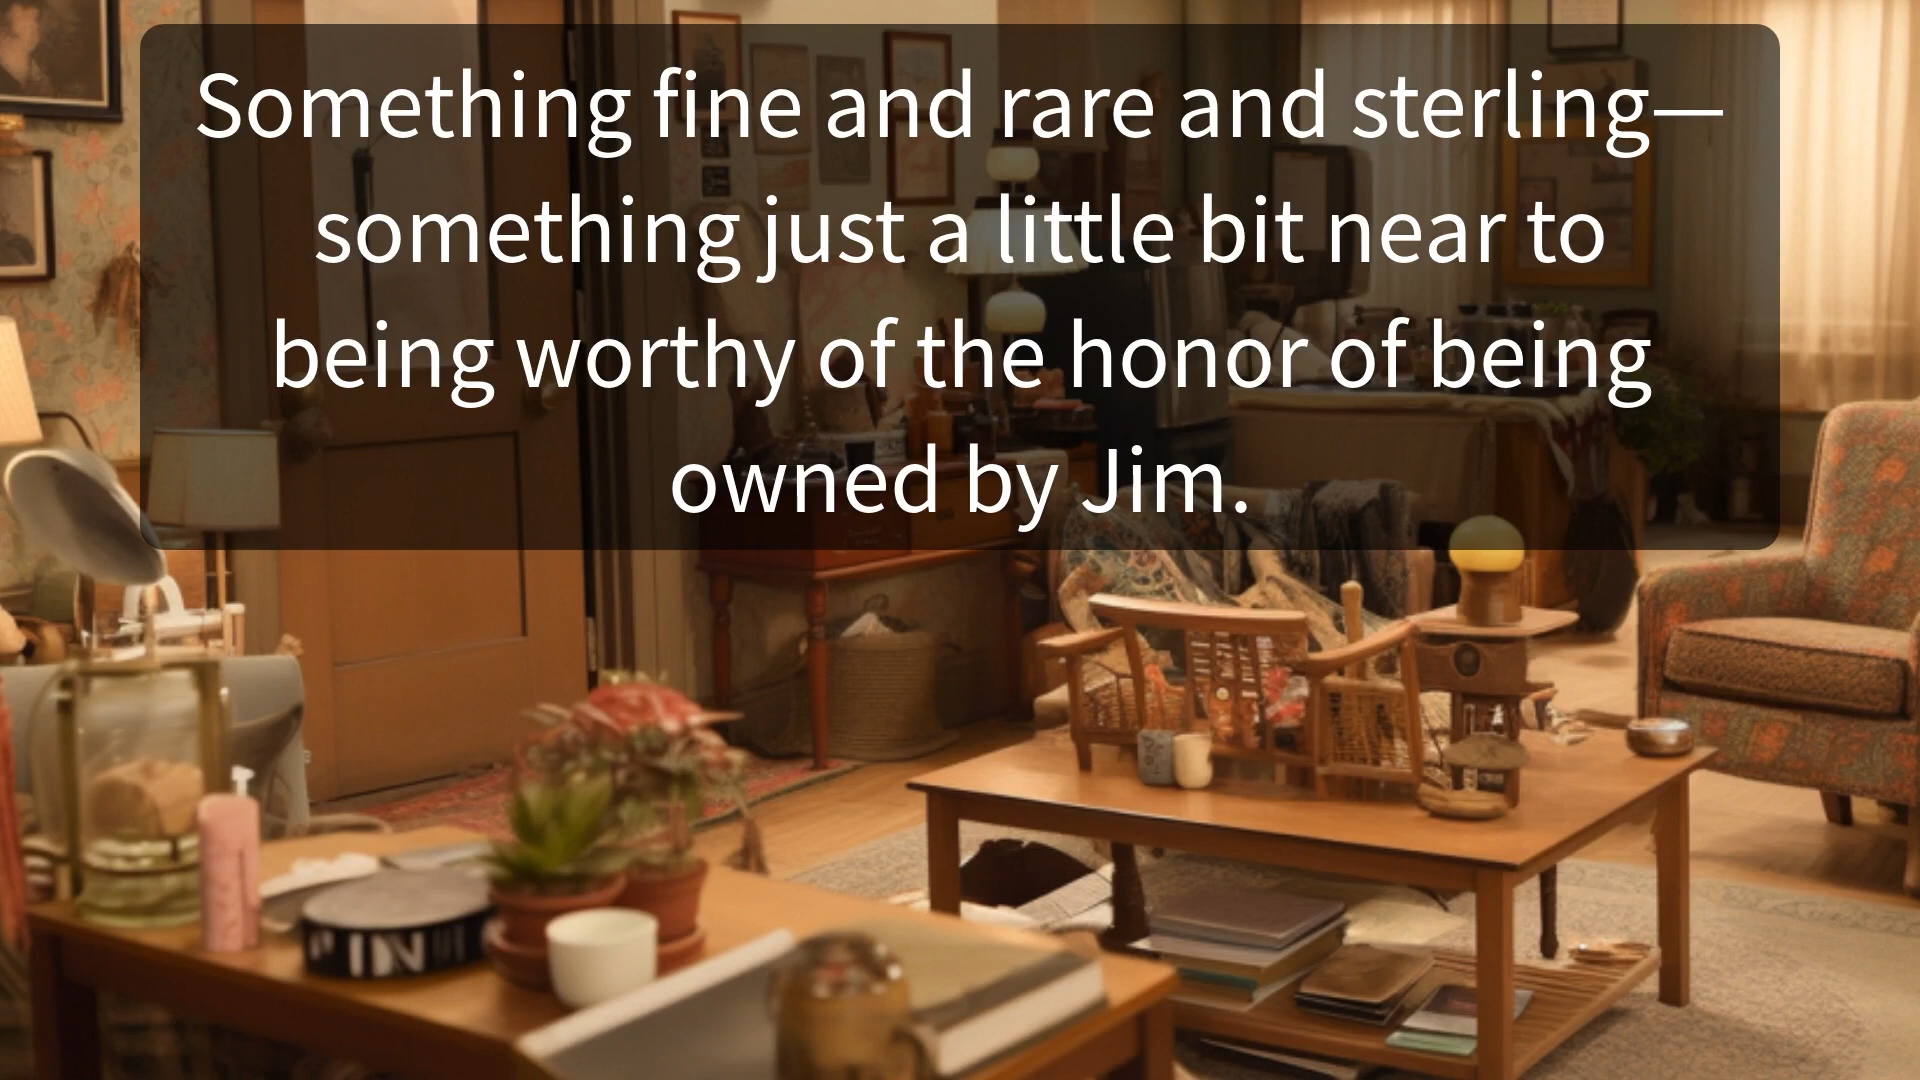 Something fine and rare and sterling—
something just a little bit near to
being worthy of the honor of being
owned by Jim.